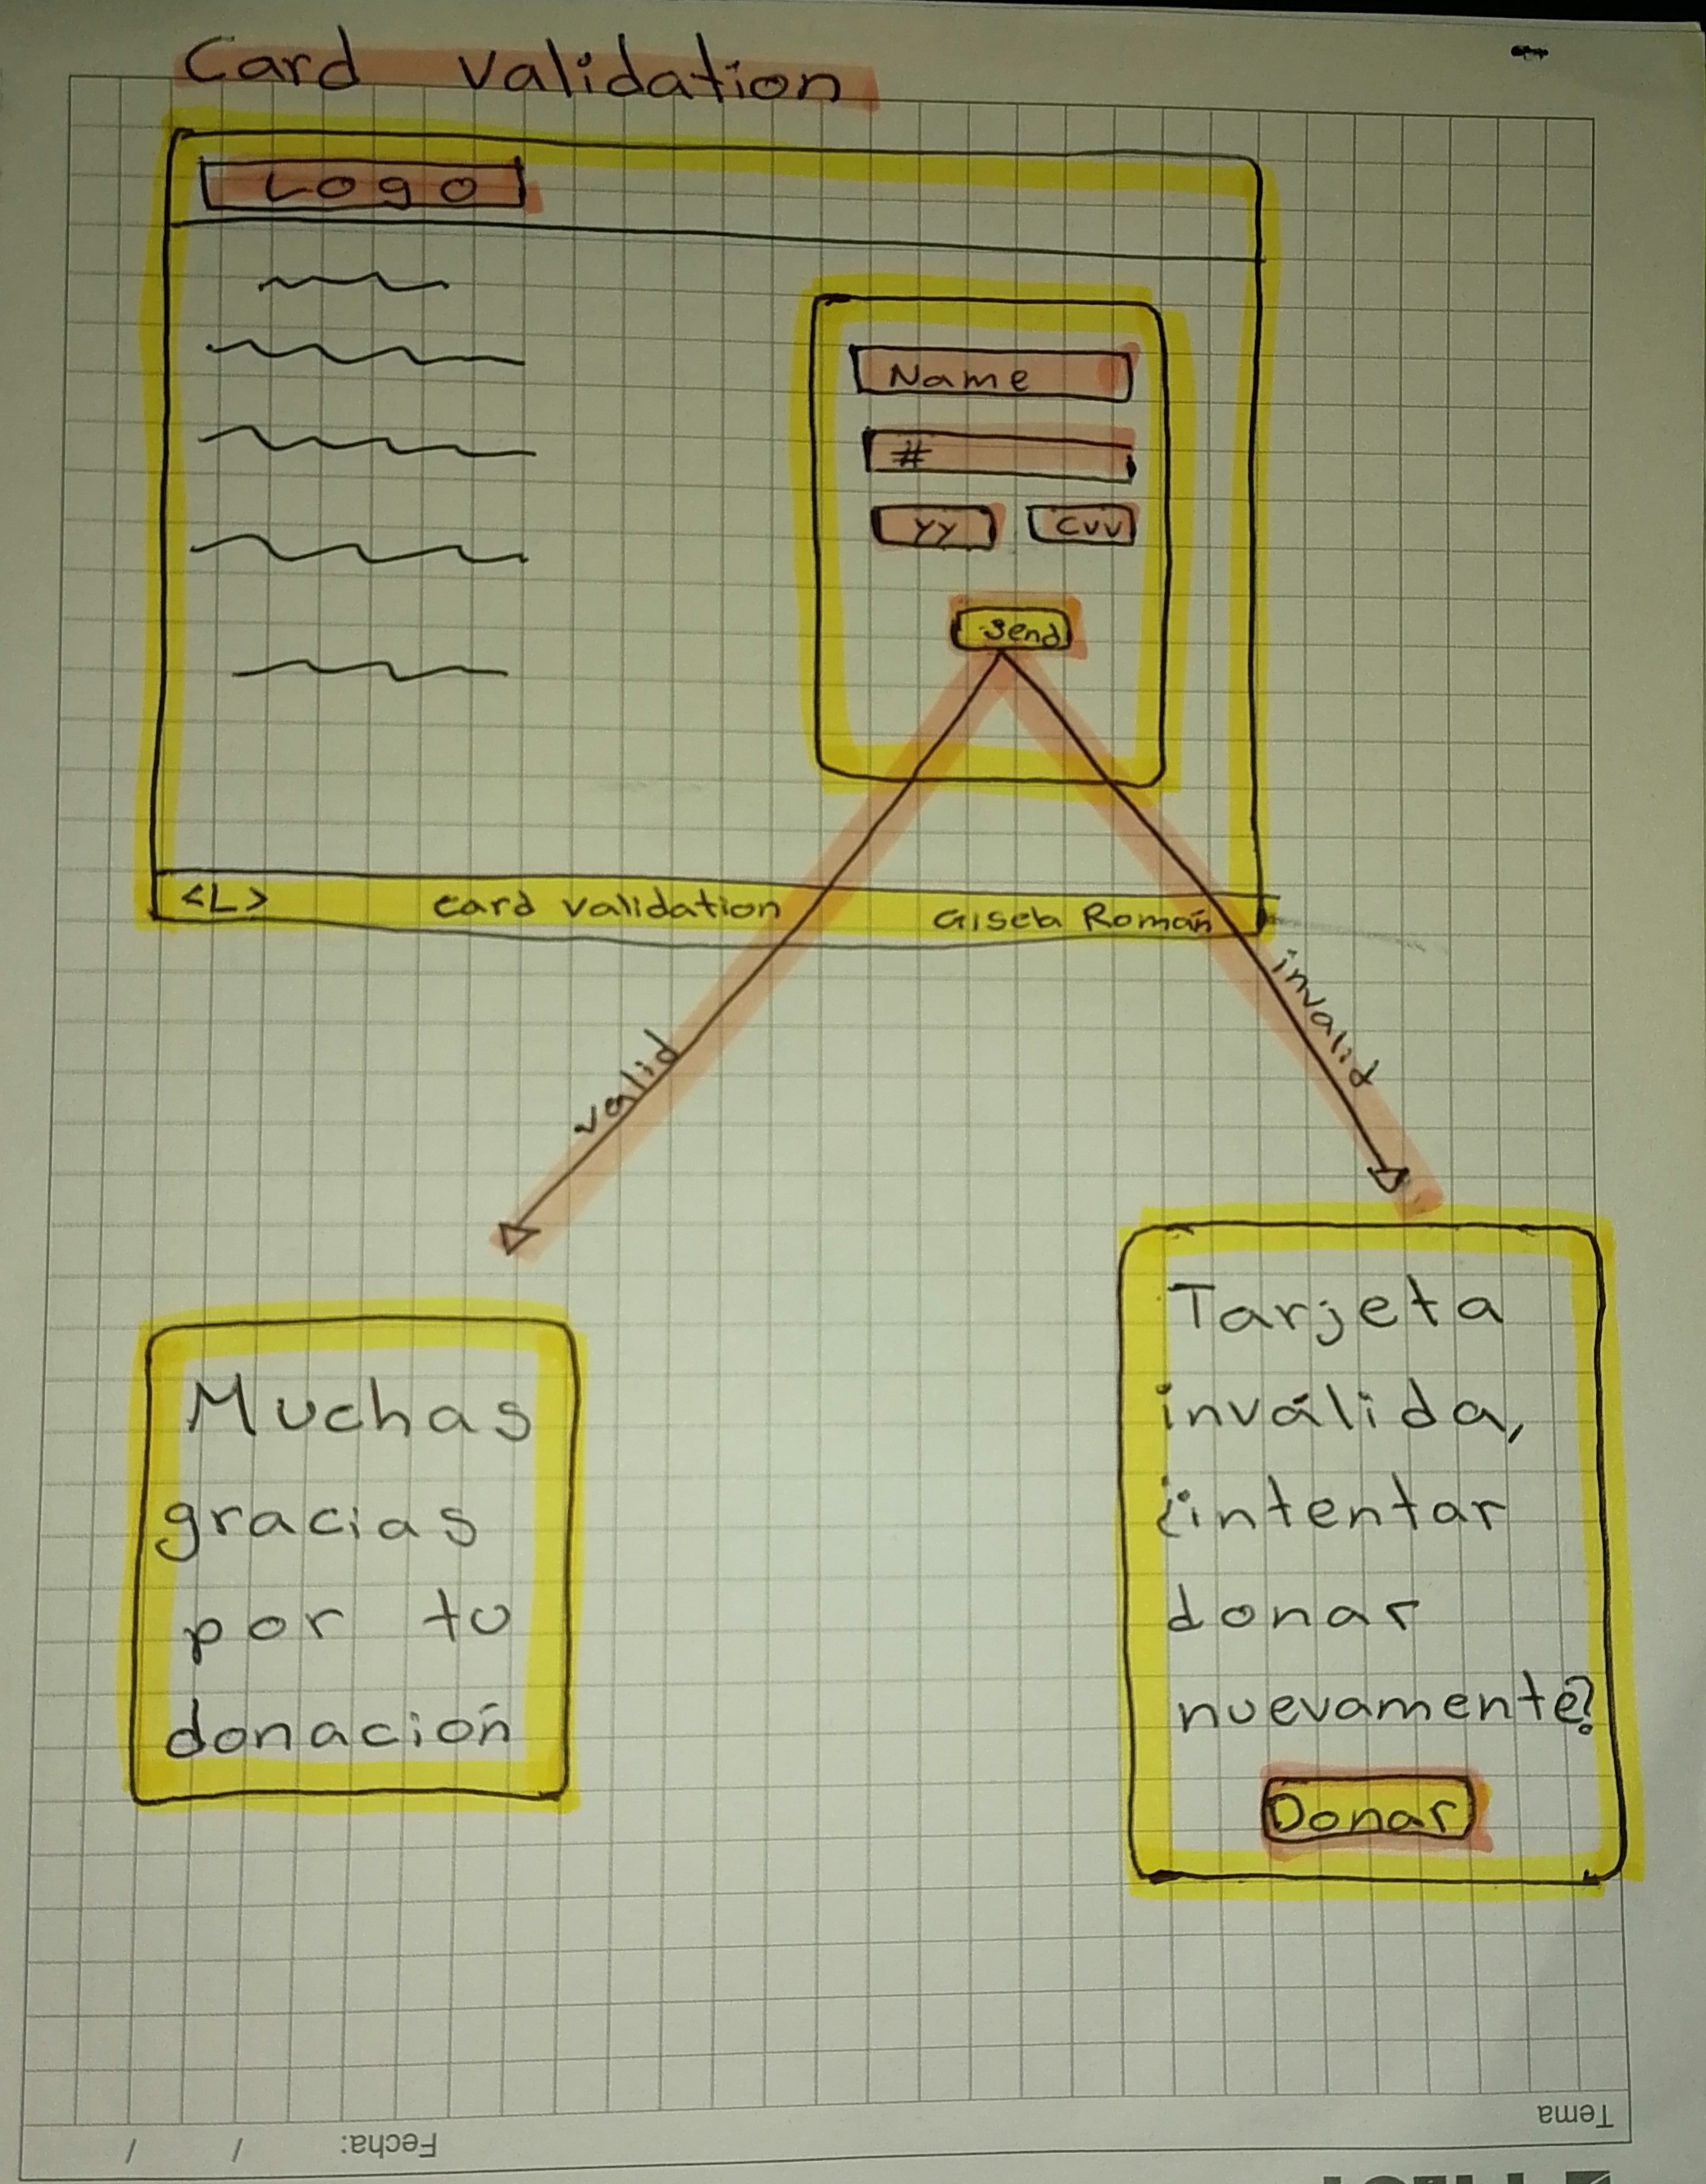 Card validation
Logo
Name
#
YY CVV
Send
<L> card validation Gisela Román
valid
invalid
Muchas
gracias
por tu
donación
Tarjeta
inválida,
¿intentar
donar
nuevamente?
Donar
Tema
Fecha: / /